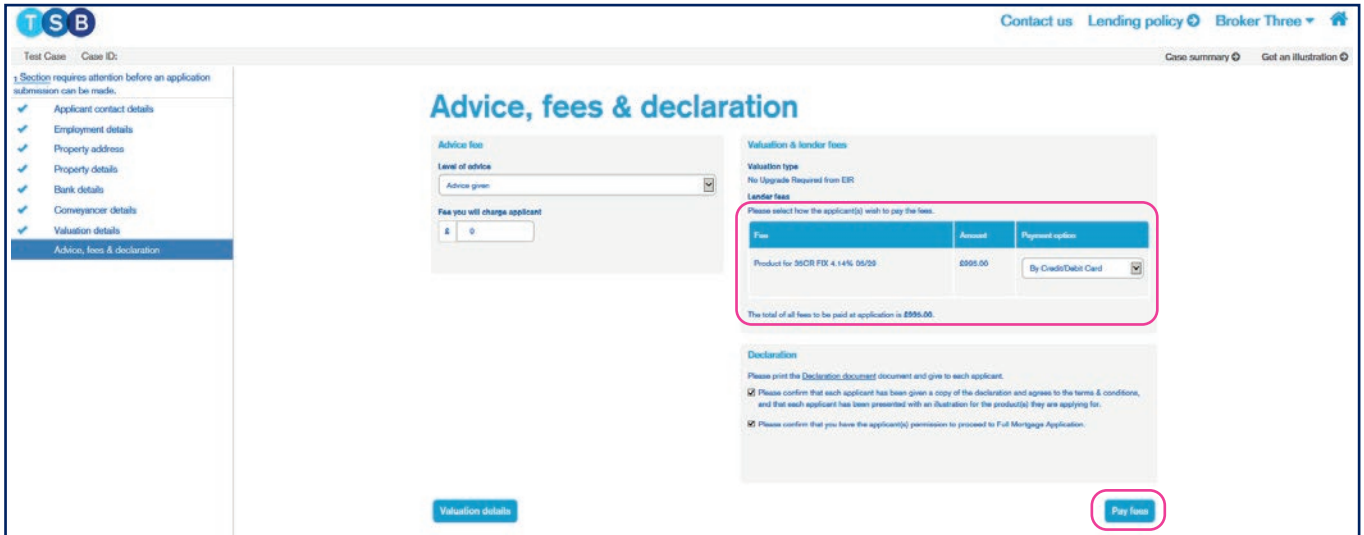 TSB
Contact us Lending policy Broker Three
Test Case Case ID:
Case summary Get an illustration
1 Section requires attention before an application
submission can be made.
Applicant contact details
Employment details
Property address
Property details
Bank details
Conveyancer details
Valuation details
Advice, fees & declaration
Advice, fees & declaration
Advice fee
Level of advice
Advice given
Fee you will charge applicant
£ 0
Valuation & lender fees
Valuation type
No Upgrade Required from EIR
Lender fees
Please select how the applicant(s) wish to pay the fees.
Fee Amount Payment option
Product for 35CR FIX 4.14% 05/29 £995.00 By Credit/Debit Card
The total of all fees to be paid at application is £995.00.
Declaration
Please print the Declaration document document and give to each applicant.
Please confirm that each applicant has been given a copy of the declaration and agrees to the terms & conditions,
and that each applicant has been presented with an illustration for the product(s) they are applying for.
Please confirm that you have the applicant(s) permission to proceed to Full Mortgage Application.
Valuation details
Pay fees